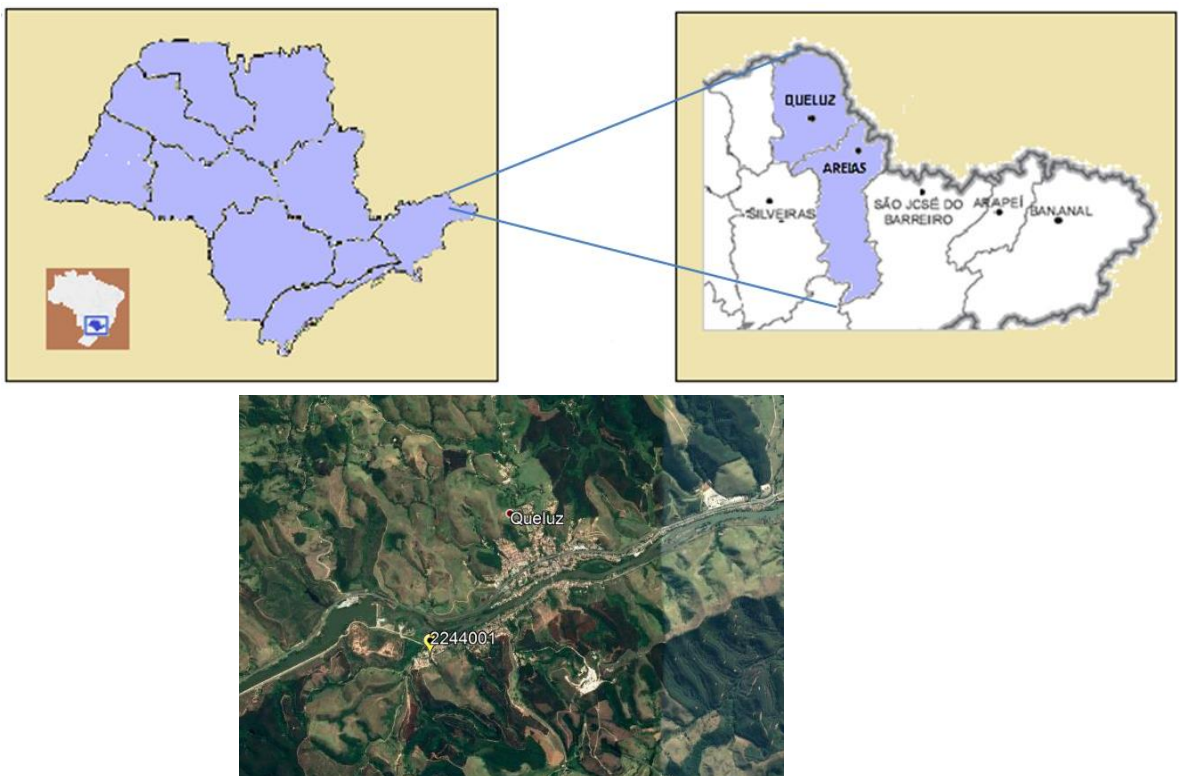 QUELUZ
AREIAS
SILVEIRAS
SÃO JOSÉ DO
BARREIRO
ARAPEÍ
BANANAL
Queluz
2244001